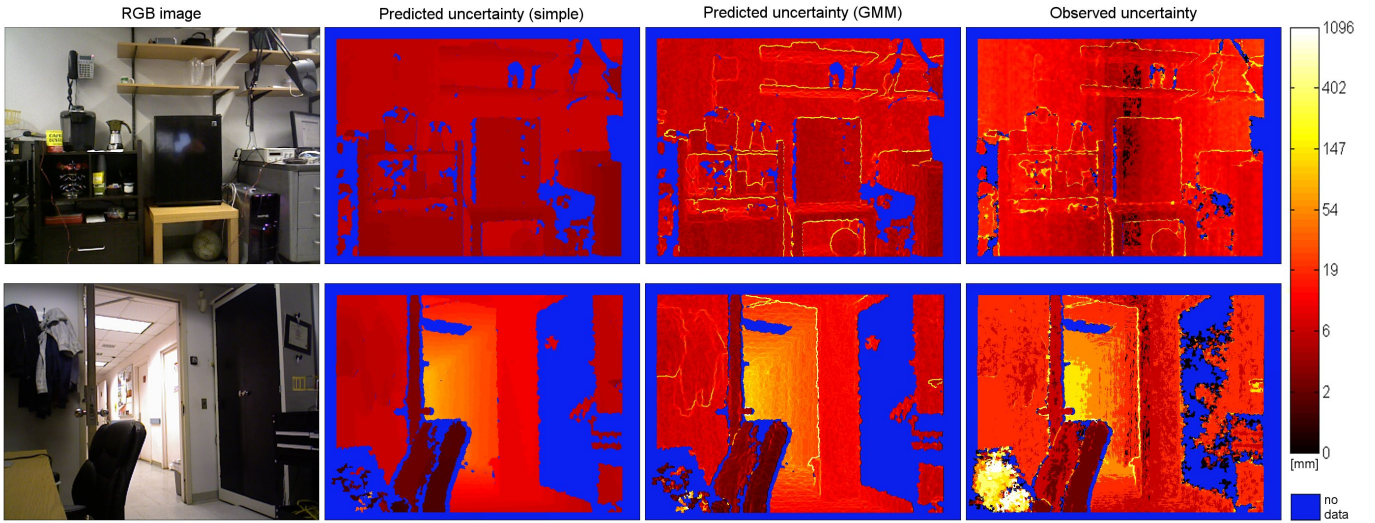 RGB image
Predicted uncertainty (simple)
Predicted uncertainty (GMM)
Observed uncertainty
1096
402
147
54
19
6
2
0
[mm]
no
data